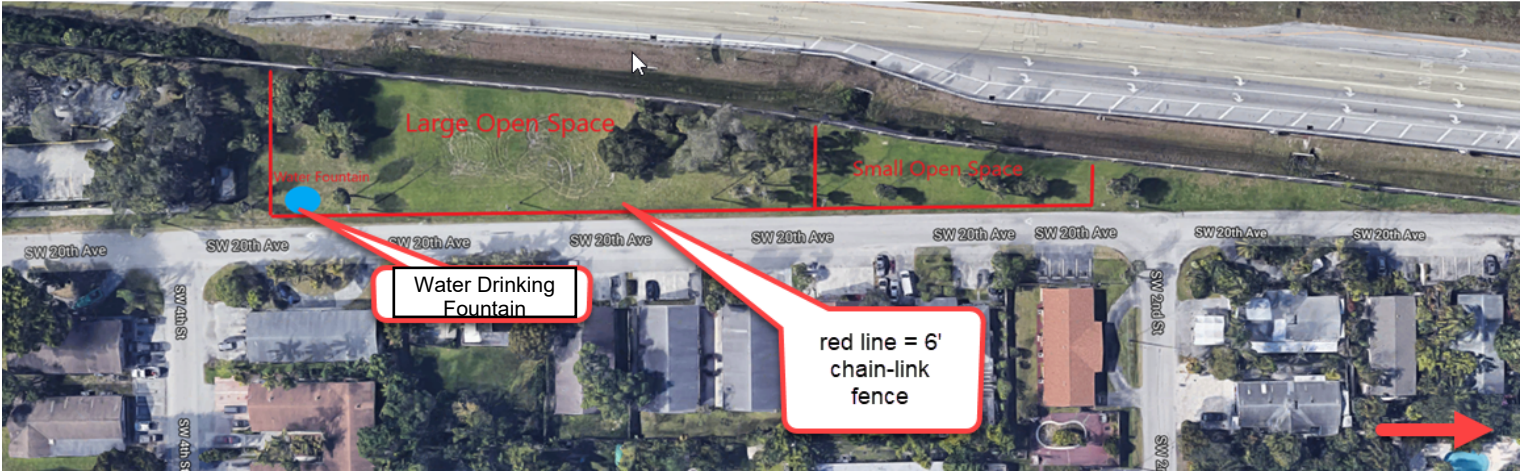 Large Open Space
Small Open Space
Water Fountain
SW 20th Ave
SW 20th Ave
SW 20th Ave
SW 20th Ave
SW 20th Ave
SW 20th Ave
SW 20th Ave
SW 20th Ave
SW 20th Ave
Water Drinking
Fountain
SW 4th St
SW 2nd St
red line = 6'
chain-link
fence
SW 4th St